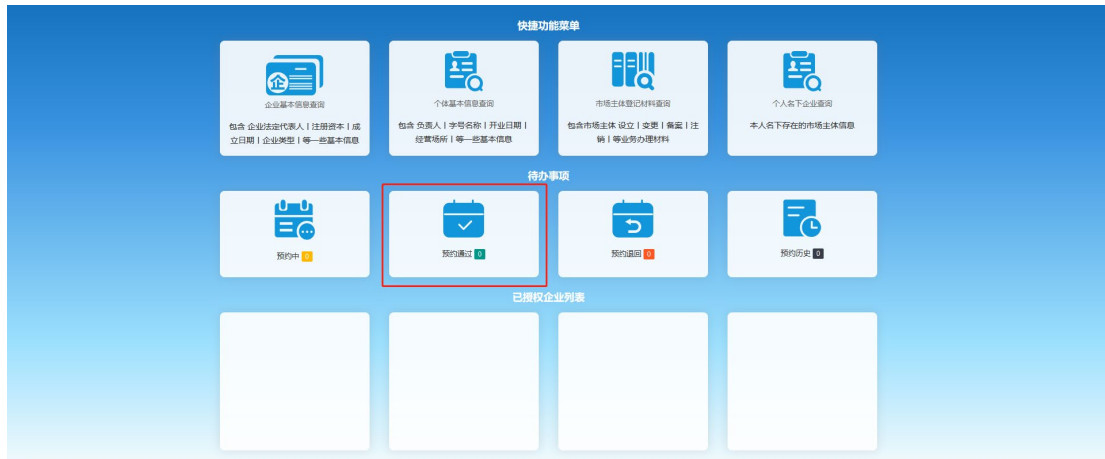 快捷功能菜单
企
企业基本信息查询
个体基本信息查询
市场主体登记材料查询
个人名下企业查询
包含 企业法定代表人丨注册资本丨成
立日期丨企业类型丨等一些基本信息
包含 负责人丨字号名称丨开业日期丨
经营场所丨等一些基本信息
包含市场主体 设立丨变更丨备案丨注
销丨等业务办理材料
本人名下存在的市场主体信息
待办事项
预约中 0
预约通过 0
预约退回 0
预约历史 0
已授权企业列表